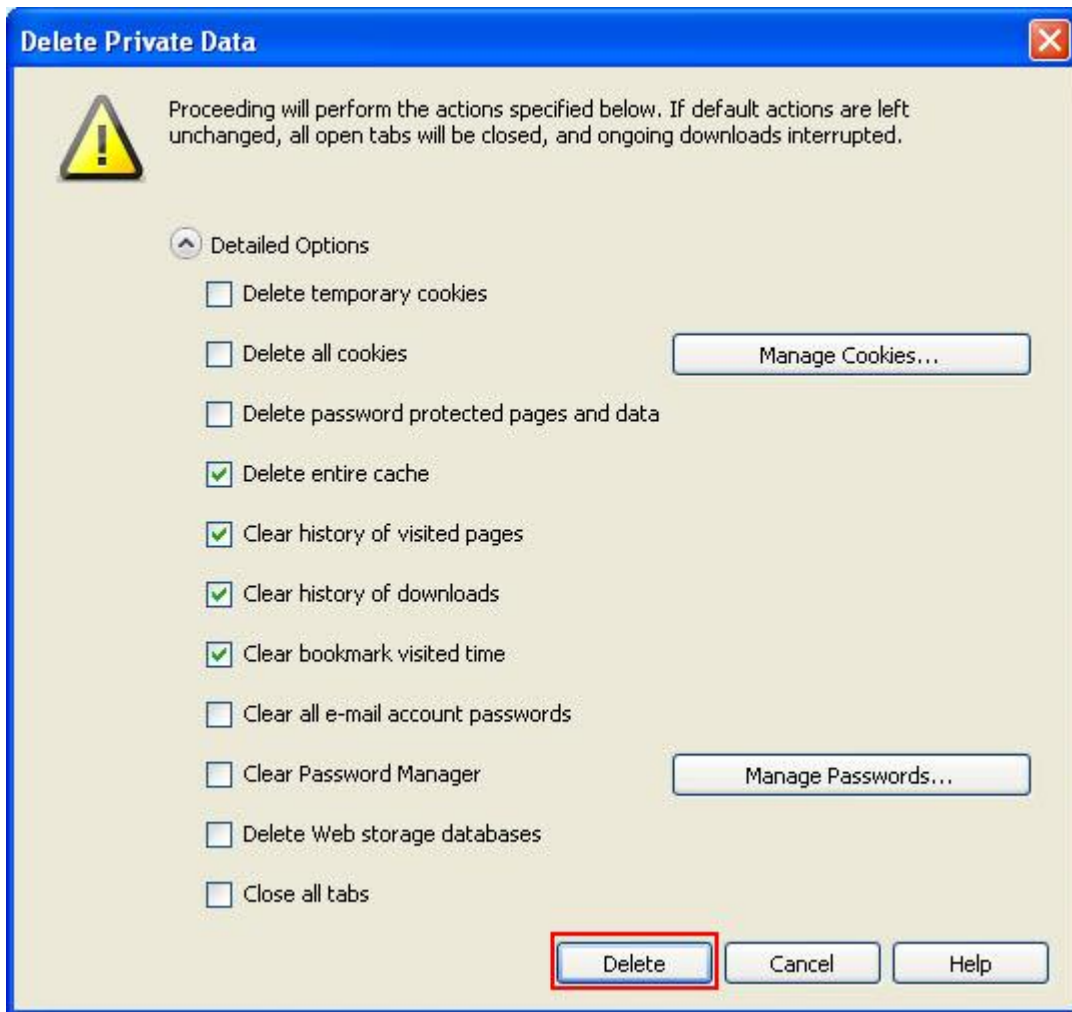 Delete Private Data
Proceeding will perform the actions specified below. If default actions are left
unchanged, all open tabs will be closed, and ongoing downloads interrupted.
Detailed Options
Delete temporary cookies
Delete all cookies
Manage Cookies...
Delete password protected pages and data
Delete entire cache
Clear history of visited pages
Clear history of downloads
Clear bookmark visited time
Clear all e-mail account passwords
Clear Password Manager
Manage Passwords...
Delete Web storage databases
Close all tabs
Delete
Cancel
Help